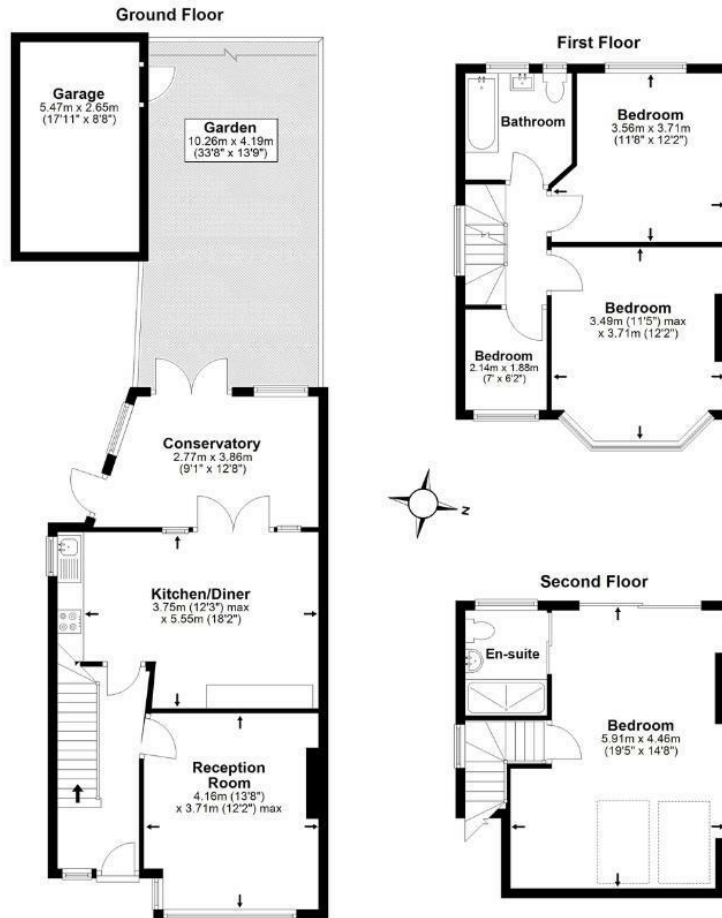 Ground Floor
Garage
5.47m x 2.65m
(17'11" x 8'8")
Garden
10.26m x 4.19m
(33'8" x 13'9")
Conservatory
2.77m x 3.86m
(9'1" x 12'8")
Kitchen/Diner
3.75m (12'3") max
x 5.55m (18'2")
Reception
Room
4.16m (13'8")
x 3.71m (12'2") max
First Floor
Bathroom
Bedroom
3.56m x 3.71m
(11'8" x 12'2")
Bedroom
3.49m (11'5") max
x 3.71m (12'2")
Bedroom
2.14m x 1.88m
(7' x 6'2")
N
Second Floor
En-suite
Bedroom
5.91m x 4.46m
(19'5" x 14'8")